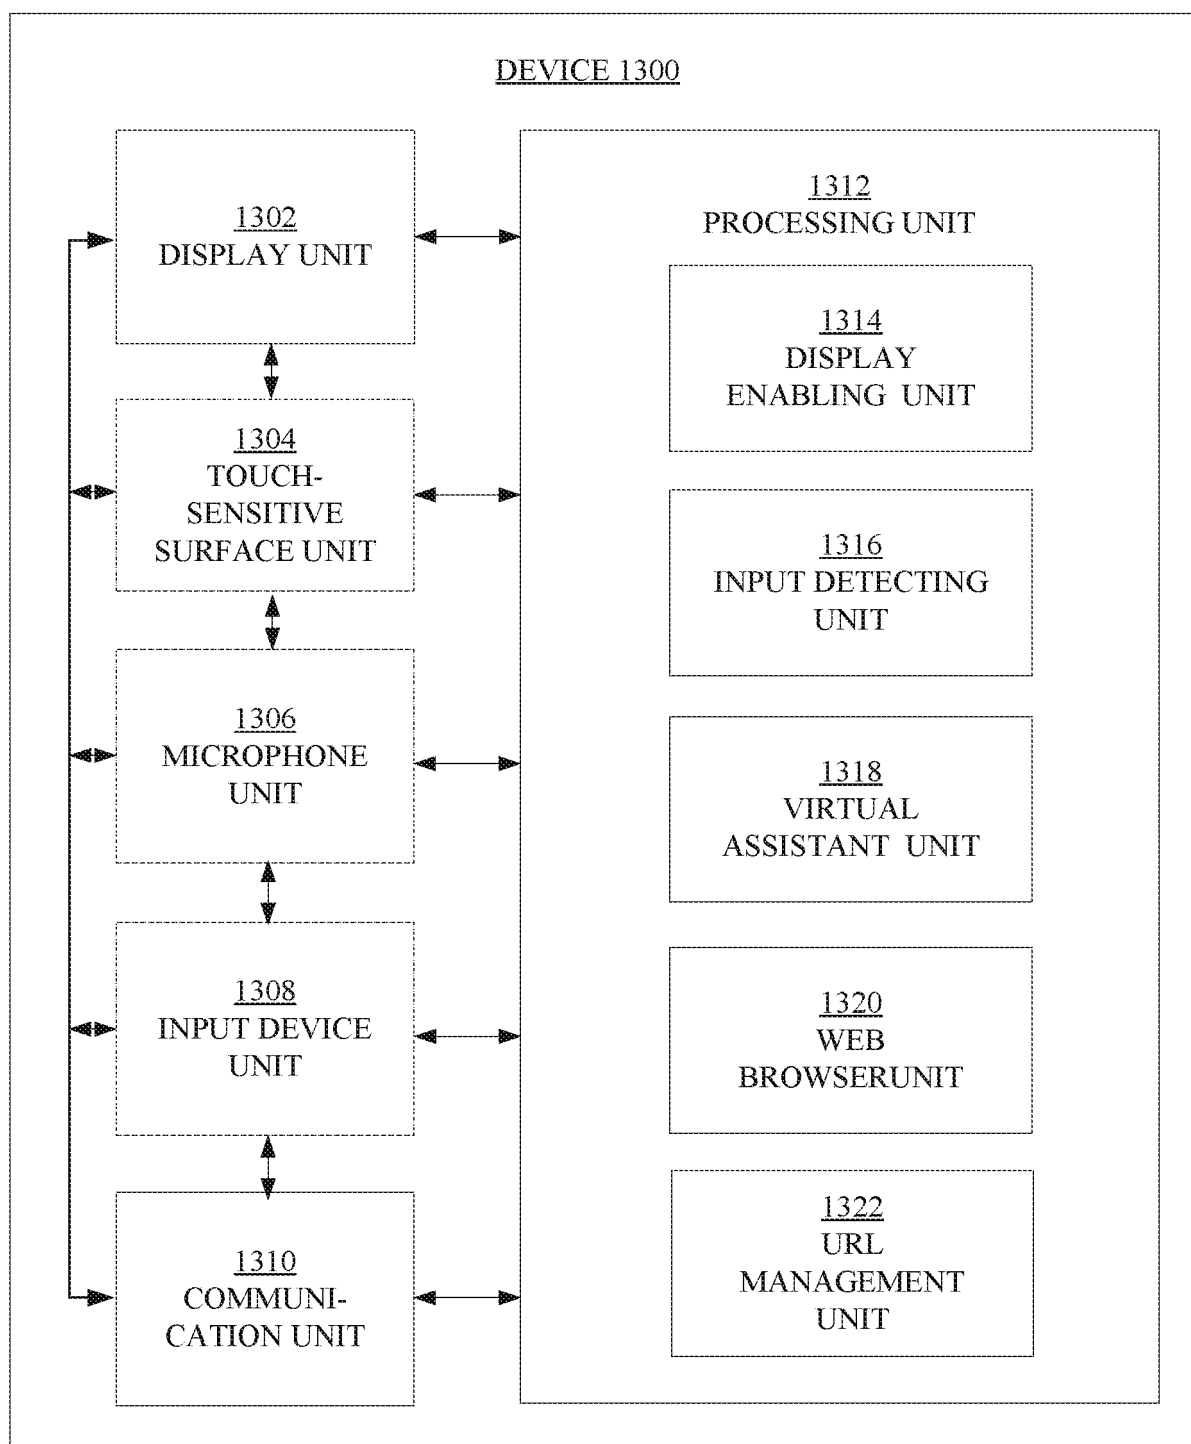 DEVICE 1300
1302
DISPLAY UNIT
1304
TOUCH-
SENSITIVE
SURFACE UNIT
1306
MICROPHONE
UNIT
1308
INPUT DEVICE
UNIT
1310
COMMUNI-
CATION UNIT
1312
PROCESSING UNIT
1314
DISPLAY
ENABLING UNIT
1316
INPUT DETECTING
UNIT
1318
VIRTUAL
ASSISTANT UNIT
1320
WEB
BROWSERUNIT
1322
URL
MANAGEMENT
UNIT